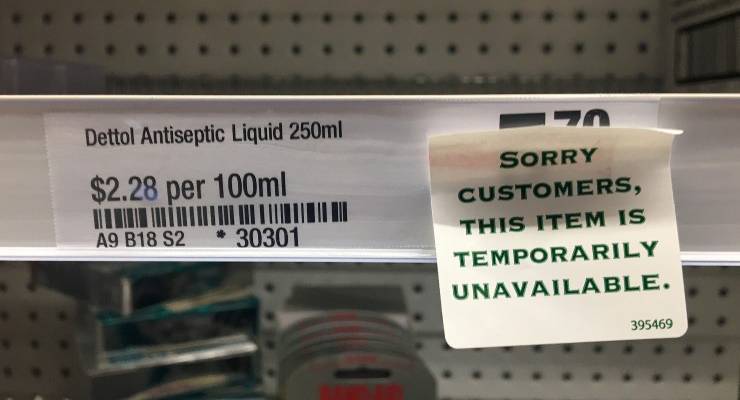 Dettol Antiseptic Liquid 250ml
$2.28 per 100ml
A9 B18 S2 * 30301
SORRY
CUSTOMERS,
THIS ITEM IS
TEMPORARILY
UNAVAILABLE.
395469